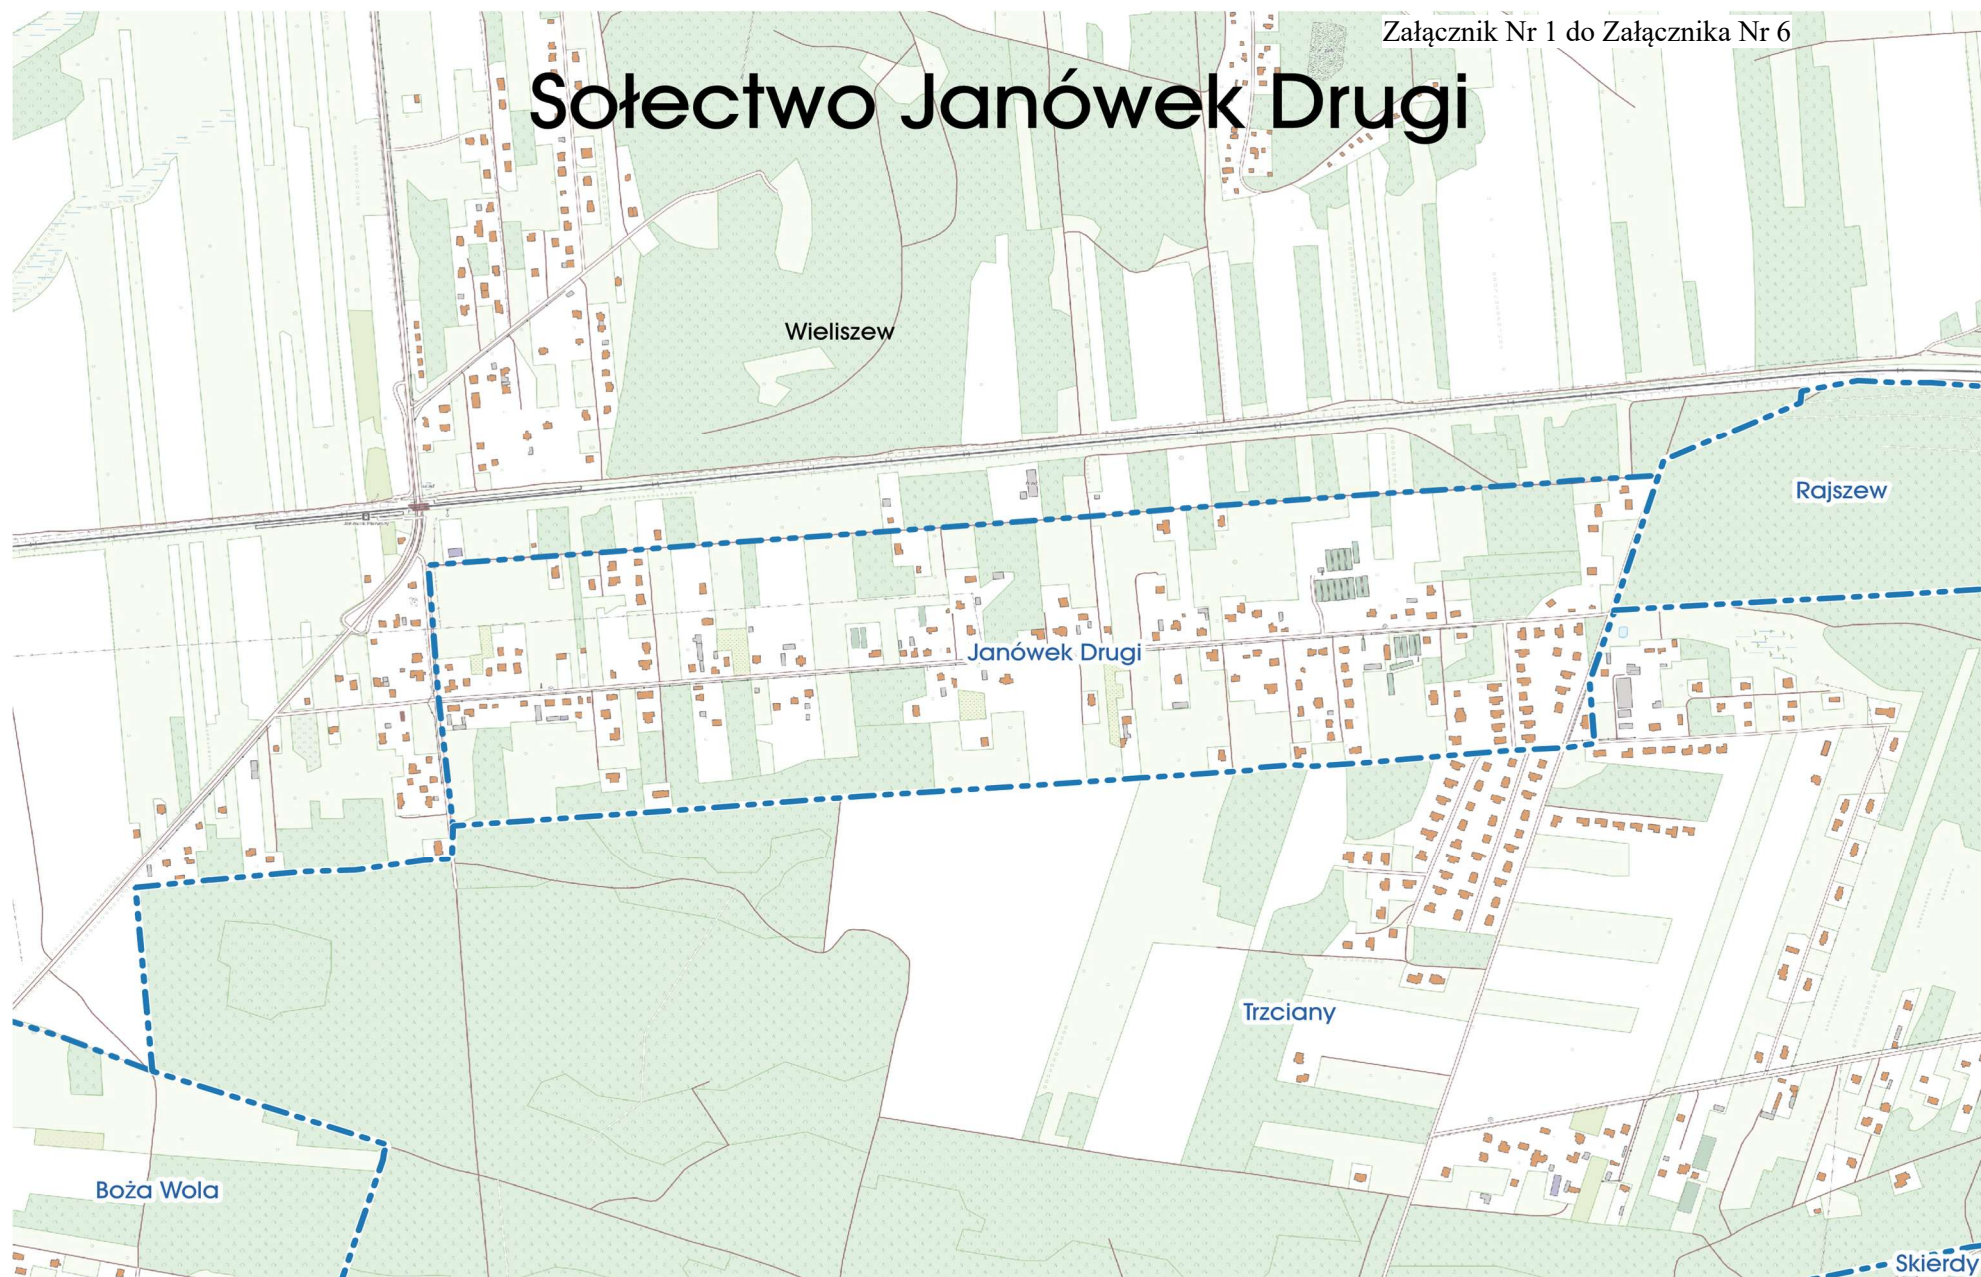 Załącznik Nr 1 do Załącznika Nr 6
Sołectwo Janówek Drugi
Wieliszew
Rajszew
Janówek Drugi
Trzciany
Boża Wola
Skierdy